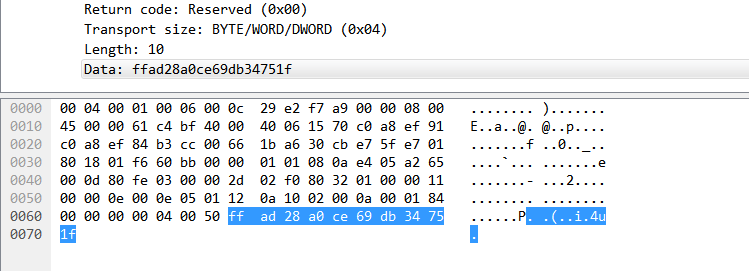 Return code: Reserved (0x00)
Transport size: BYTE/WORD/DWORD (0x04)
Length: 10
Data: ffad28a0ce69db34751f
0000 00 04 00 01 00 06 00 0c 29 e2 f7 a9 00 00 08 00 ........ ).......
0010 45 00 00 61 c4 bf 40 00 40 06 15 70 c0 a8 ef 91 E..a..@. @..p....
0020 c0 a8 ef 84 b3 cc 00 66 1b a6 30 cb e7 5f e7 01 .......f ..0.._..
0030 80 18 01 f6 60 bb 00 00 01 01 08 0a e4 05 a2 65 ....`... .......e
0040 00 0d 80 fe 03 00 00 2d 02 f0 80 32 01 00 00 11 .......- ...2....
0050 00 0e 00 0e 05 01 12 0a 10 02 00 0a 00 01 84 ........ ........
0060 00 00 00 00 04 00 50 ff ad 28 a0 ce 69 db 34 75 ......P. .(..i.4u
0070 1f .